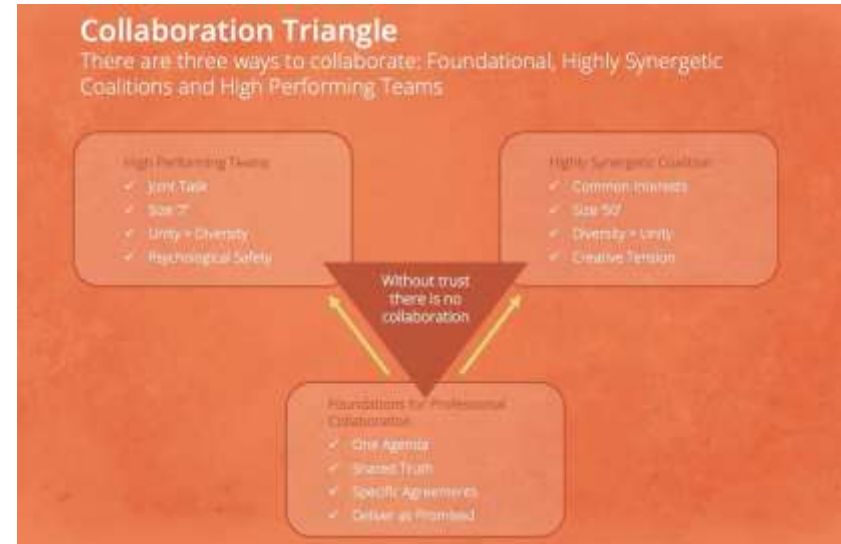 Collaboration Triangle
There are three ways to collaborate: Foundational, Highly Synergetic
Coalitions and High Performing Teams
High Performing Teams
✓ Joint Task
✓ Size '7'
✓ Unity > Diversity
✓ Psychological Safety
Highly Synergetic Coalition
✓ Common Interests
✓ Size '50'
✓ Diversity > Unity
✓ Creative Tension
Without trust
there is no
collaboration
Foundations for Professional
Collaboration
✓ One Agenda
✓ Shared Truth
✓ Specific Agreements
✓ Deliver as Promised